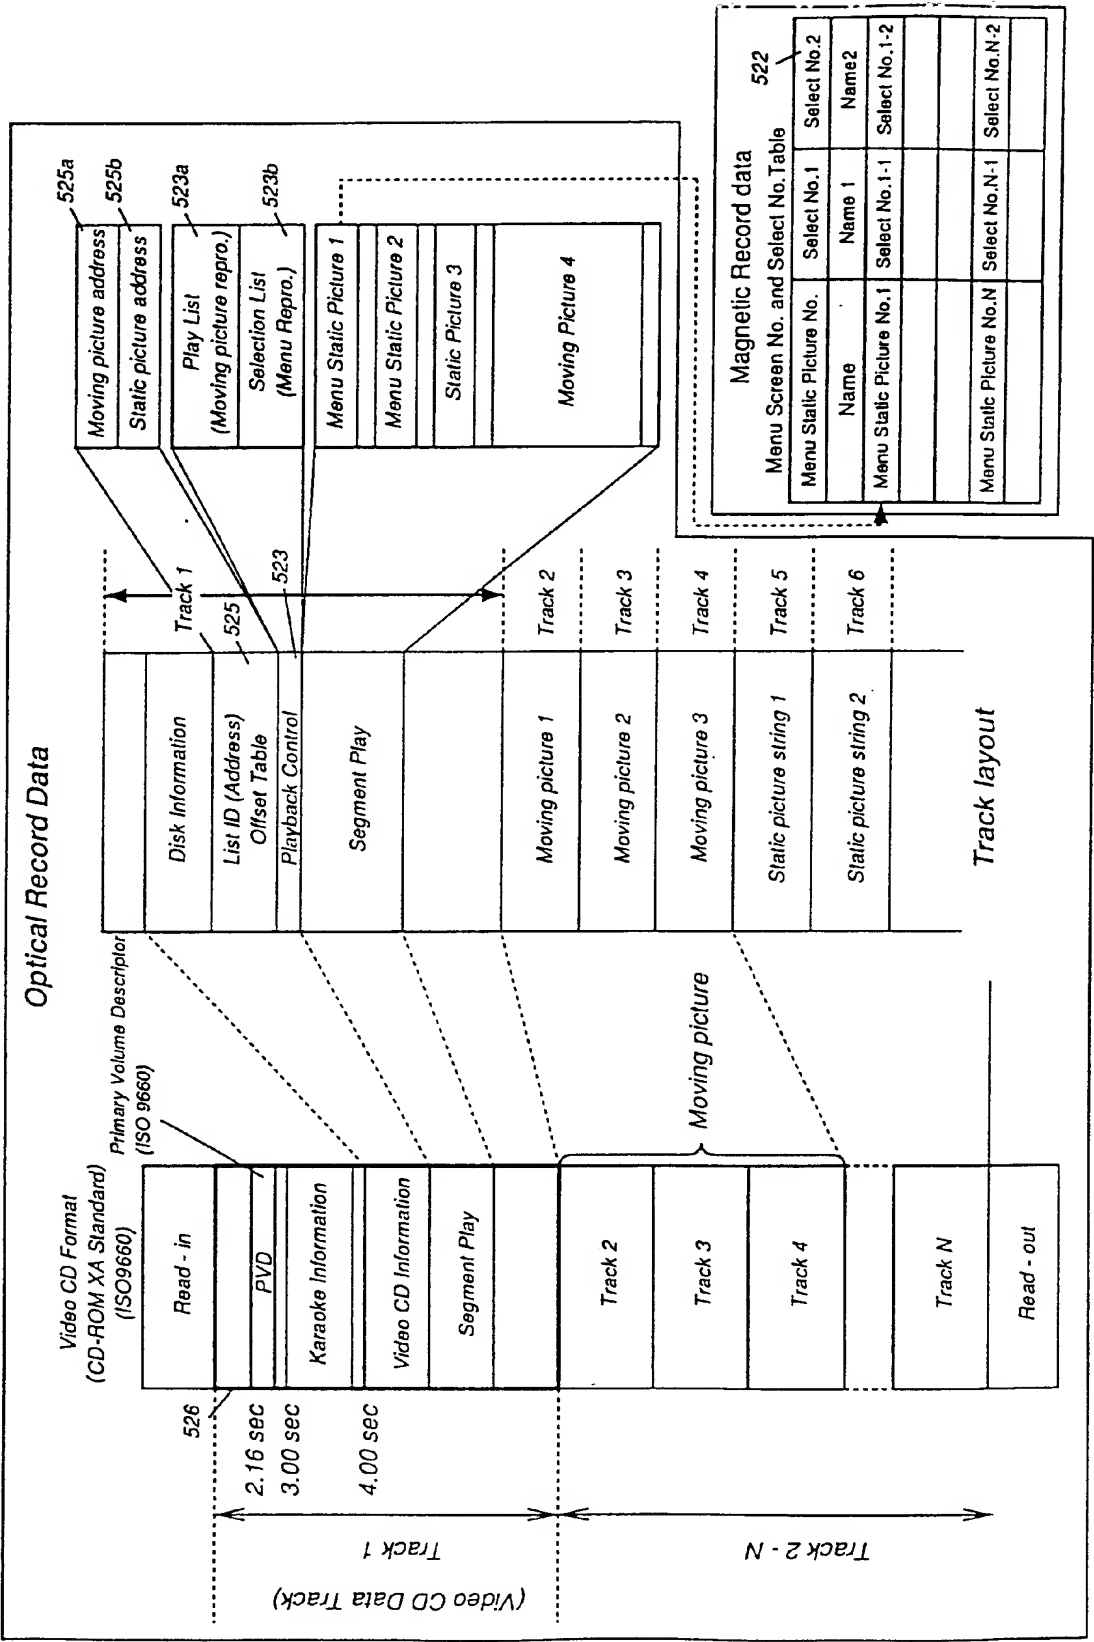 Optical Record Data
Video CD Format
(CD-ROM XA Standard)
(ISO9660)
Primary Volume Descriptor
(ISO 9660)
526
2.16 sec
3.00 sec
4.00 sec
Track 1
(Video CD Data Track)
Track 2 - N
Read - in
PVD
Karaoke Information
Video CD Information
Segment Play
Track 2
Track 3
Track 4
Track N
Read - out
Moving picture
Disk Information
List ID (Address)
Offset Table
Playback Control
Segment Play
Moving picture 1
Moving picture 2
Moving picture 3
Static picture string 1
Static picture string 2
Track layout
Track 1
525
523
Track 2
Track 3
Track 4
Track 5
Track 6
525a
525b
523a
523b
Moving picture address
Static picture address
Play List
(Moving picture repro.)
Selection List
(Menu Repro.)
Menu Static Picture 1
Menu Static Picture 2
Static Picture 3
Moving Picture 4
Magnetic Record data
Menu Screen No. and Select No.Table
522
Menu Static Picture No. Select No.1 Select No.2
Name Name 1 Name2
Menu Static Picture No.1 Select No.1-1 Select No.1-2
Menu Static Picture No.N Select No.N-1 Select No.N-2